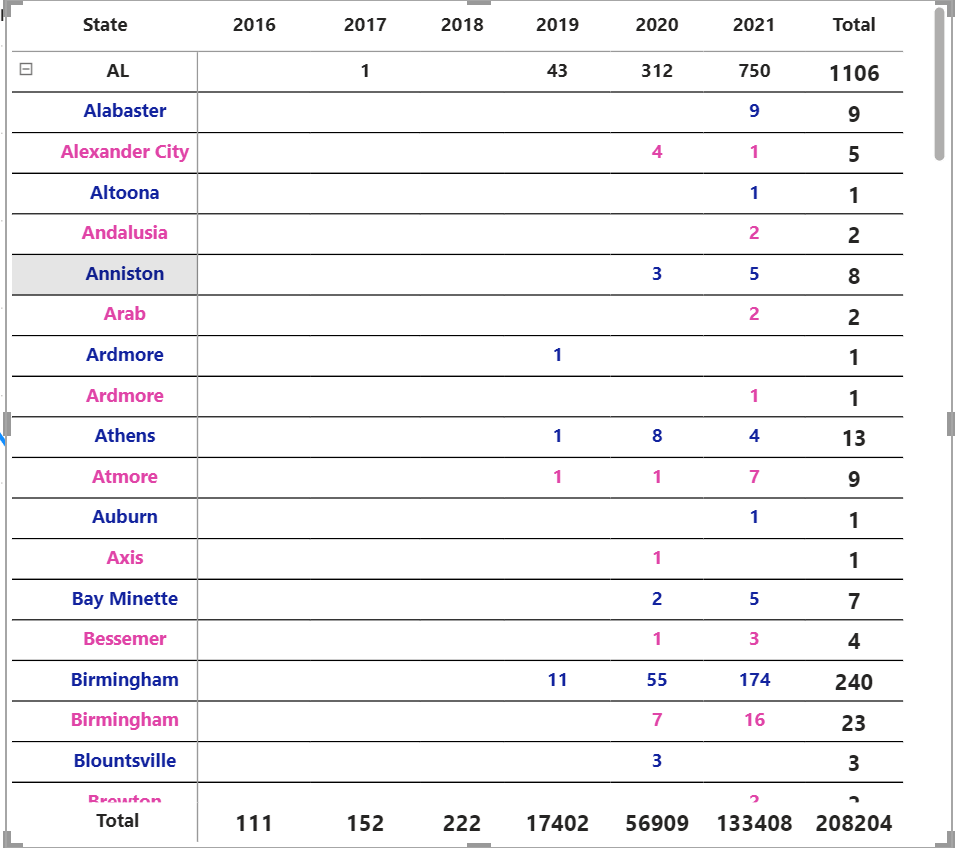 State 2016 2017 2018 2019 2020 2021 Total
AL 1 43 312 750 1106
Alabaster 9 9
Alexander City 4 1 5
Altoona 1 1
Andalusia 2 2
Anniston 3 5 8
Arab 2 2
Ardmore 1 1
Ardmore 1 1
Athens 1 8 4 13
Atmore 1 1 7 9
Auburn 1 1
Axis 1 1
Bay Minette 2 5 7
Bessemer 1 3 4
Birmingham 11 55 174 240
Birmingham 7 16 23
Blountsville 3 3
Brewton 2 2
Total 111 152 222 17402 56909 133408 208204